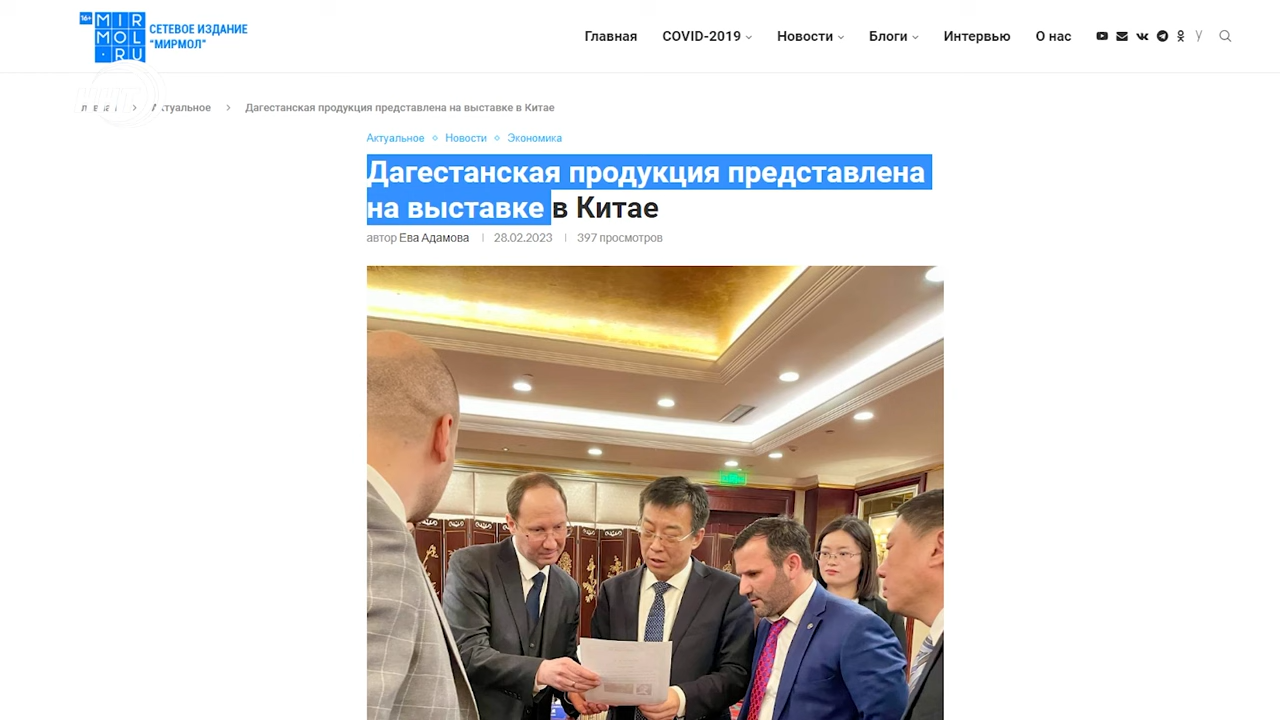 16+
MIR
MOL
.RU
СЕТЕВОЕ ИЗДАНИЕ
"МИРМОЛ"
Главная COVID-2019 Новости Блоги Интервью О нас
Актуальное > Дагестанская продукция представлена на выставке в Китае
Актуальное ◇ Новости ◇ Экономика
Дагестанская продукция представлена
на выставке в Китае
автор Ева Адамова | 28.02.2023 | 397 просмотров